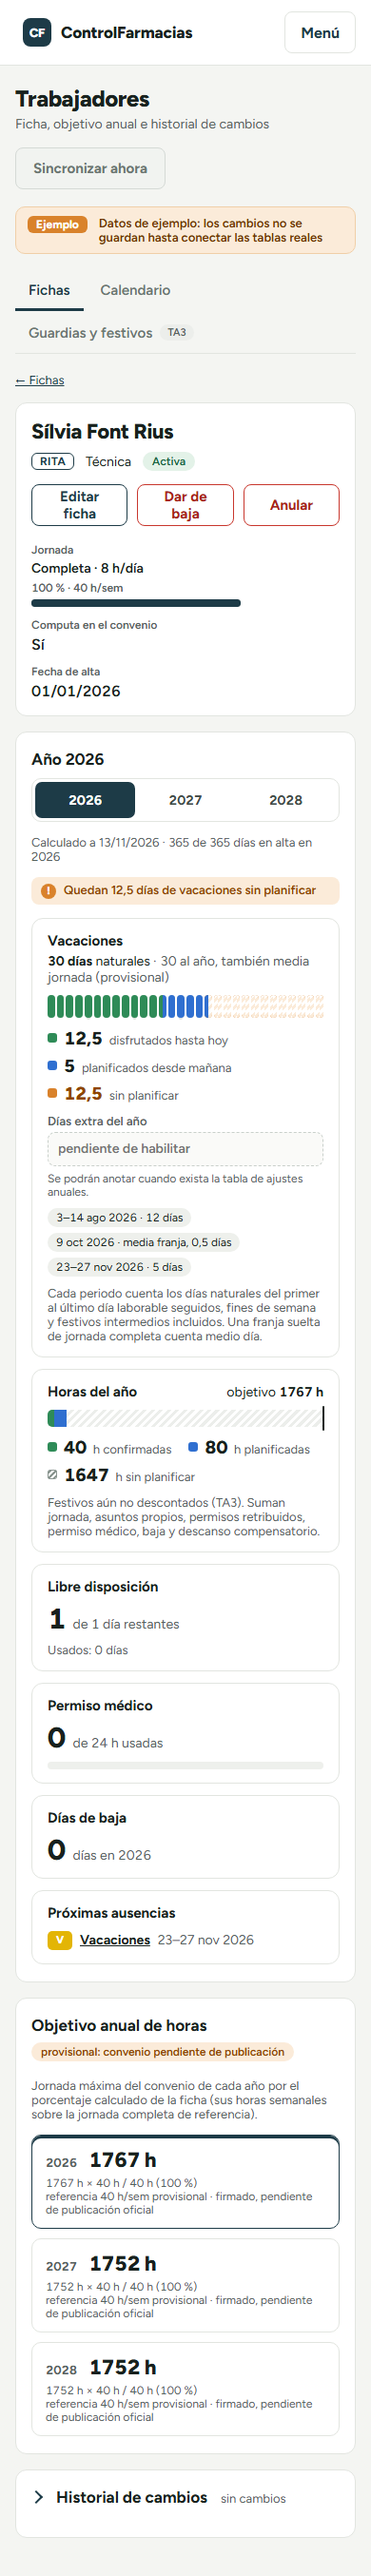 CF ControlFarmacias Menú
Trabajadores
Ficha, objetivo anual e historial de cambios
Sincronizar ahora
Ejemplo Datos de ejemplo: los cambios no se
guardan hasta conectar las tablas reales
Fichas Calendario
Guardias y festivos TA3
← Fichas
Sílvia Font Rius
RITA Técnica Activa
Editar
ficha
Dar de
baja
Anular
Jornada
Completa · 8 h/día
100 % · 40 h/sem
Computa en el convenio
Sí
Fecha de alta
01/01/2026
Año 2026
2026 2027 2028
Calculado a 13/11/2026 · 365 de 365 días en alta en
2026
! Quedan 12,5 días de vacaciones sin planificar
Vacaciones
30 días naturales · 30 al año, también media
jornada (provisional)
12,5 disfrutados hasta hoy
5 planificados desde mañana
12,5 sin planificar
Días extra del año
pendiente de habilitar
Se podrán anotar cuando exista la tabla de ajustes
anuales.
3–14 ago 2026 · 12 días
9 oct 2026 · media franja, 0,5 días
23–27 nov 2026 · 5 días
Cada periodo cuenta los días naturales del primer
al último día laborable seguidos, fines de semana
y festivos intermedios incluidos. Una franja suelta
de jornada completa cuenta medio día.
Horas del año objetivo 1767 h
40 h confirmadas 80 h planificadas
1647 h sin planificar
Festivos aún no descontados (TA3). Suman
jornada, asuntos propios, permisos retribuidos,
permiso médico, baja y descanso compensatorio.
Libre disposición
1 de 1 día restantes
Usados: 0 días
Permiso médico
0 de 24 h usadas
Días de baja
0 días en 2026
Próximas ausencias
V Vacaciones 23–27 nov 2026
Objetivo anual de horas
provisional: convenio pendiente de publicación
Jornada máxima del convenio de cada año por el
porcentaje calculado de la ficha (sus horas semanales
sobre la jornada completa de referencia).
2026 1767 h
1767 h × 40 h / 40 h (100 %)
referencia 40 h/sem provisional · firmado, pendiente
de publicación oficial
2027 1752 h
1752 h × 40 h / 40 h (100 %)
referencia 40 h/sem provisional · firmado, pendiente
de publicación oficial
2028 1752 h
1752 h × 40 h / 40 h (100 %)
referencia 40 h/sem provisional · firmado, pendiente
de publicación oficial
Historial de cambios sin cambios